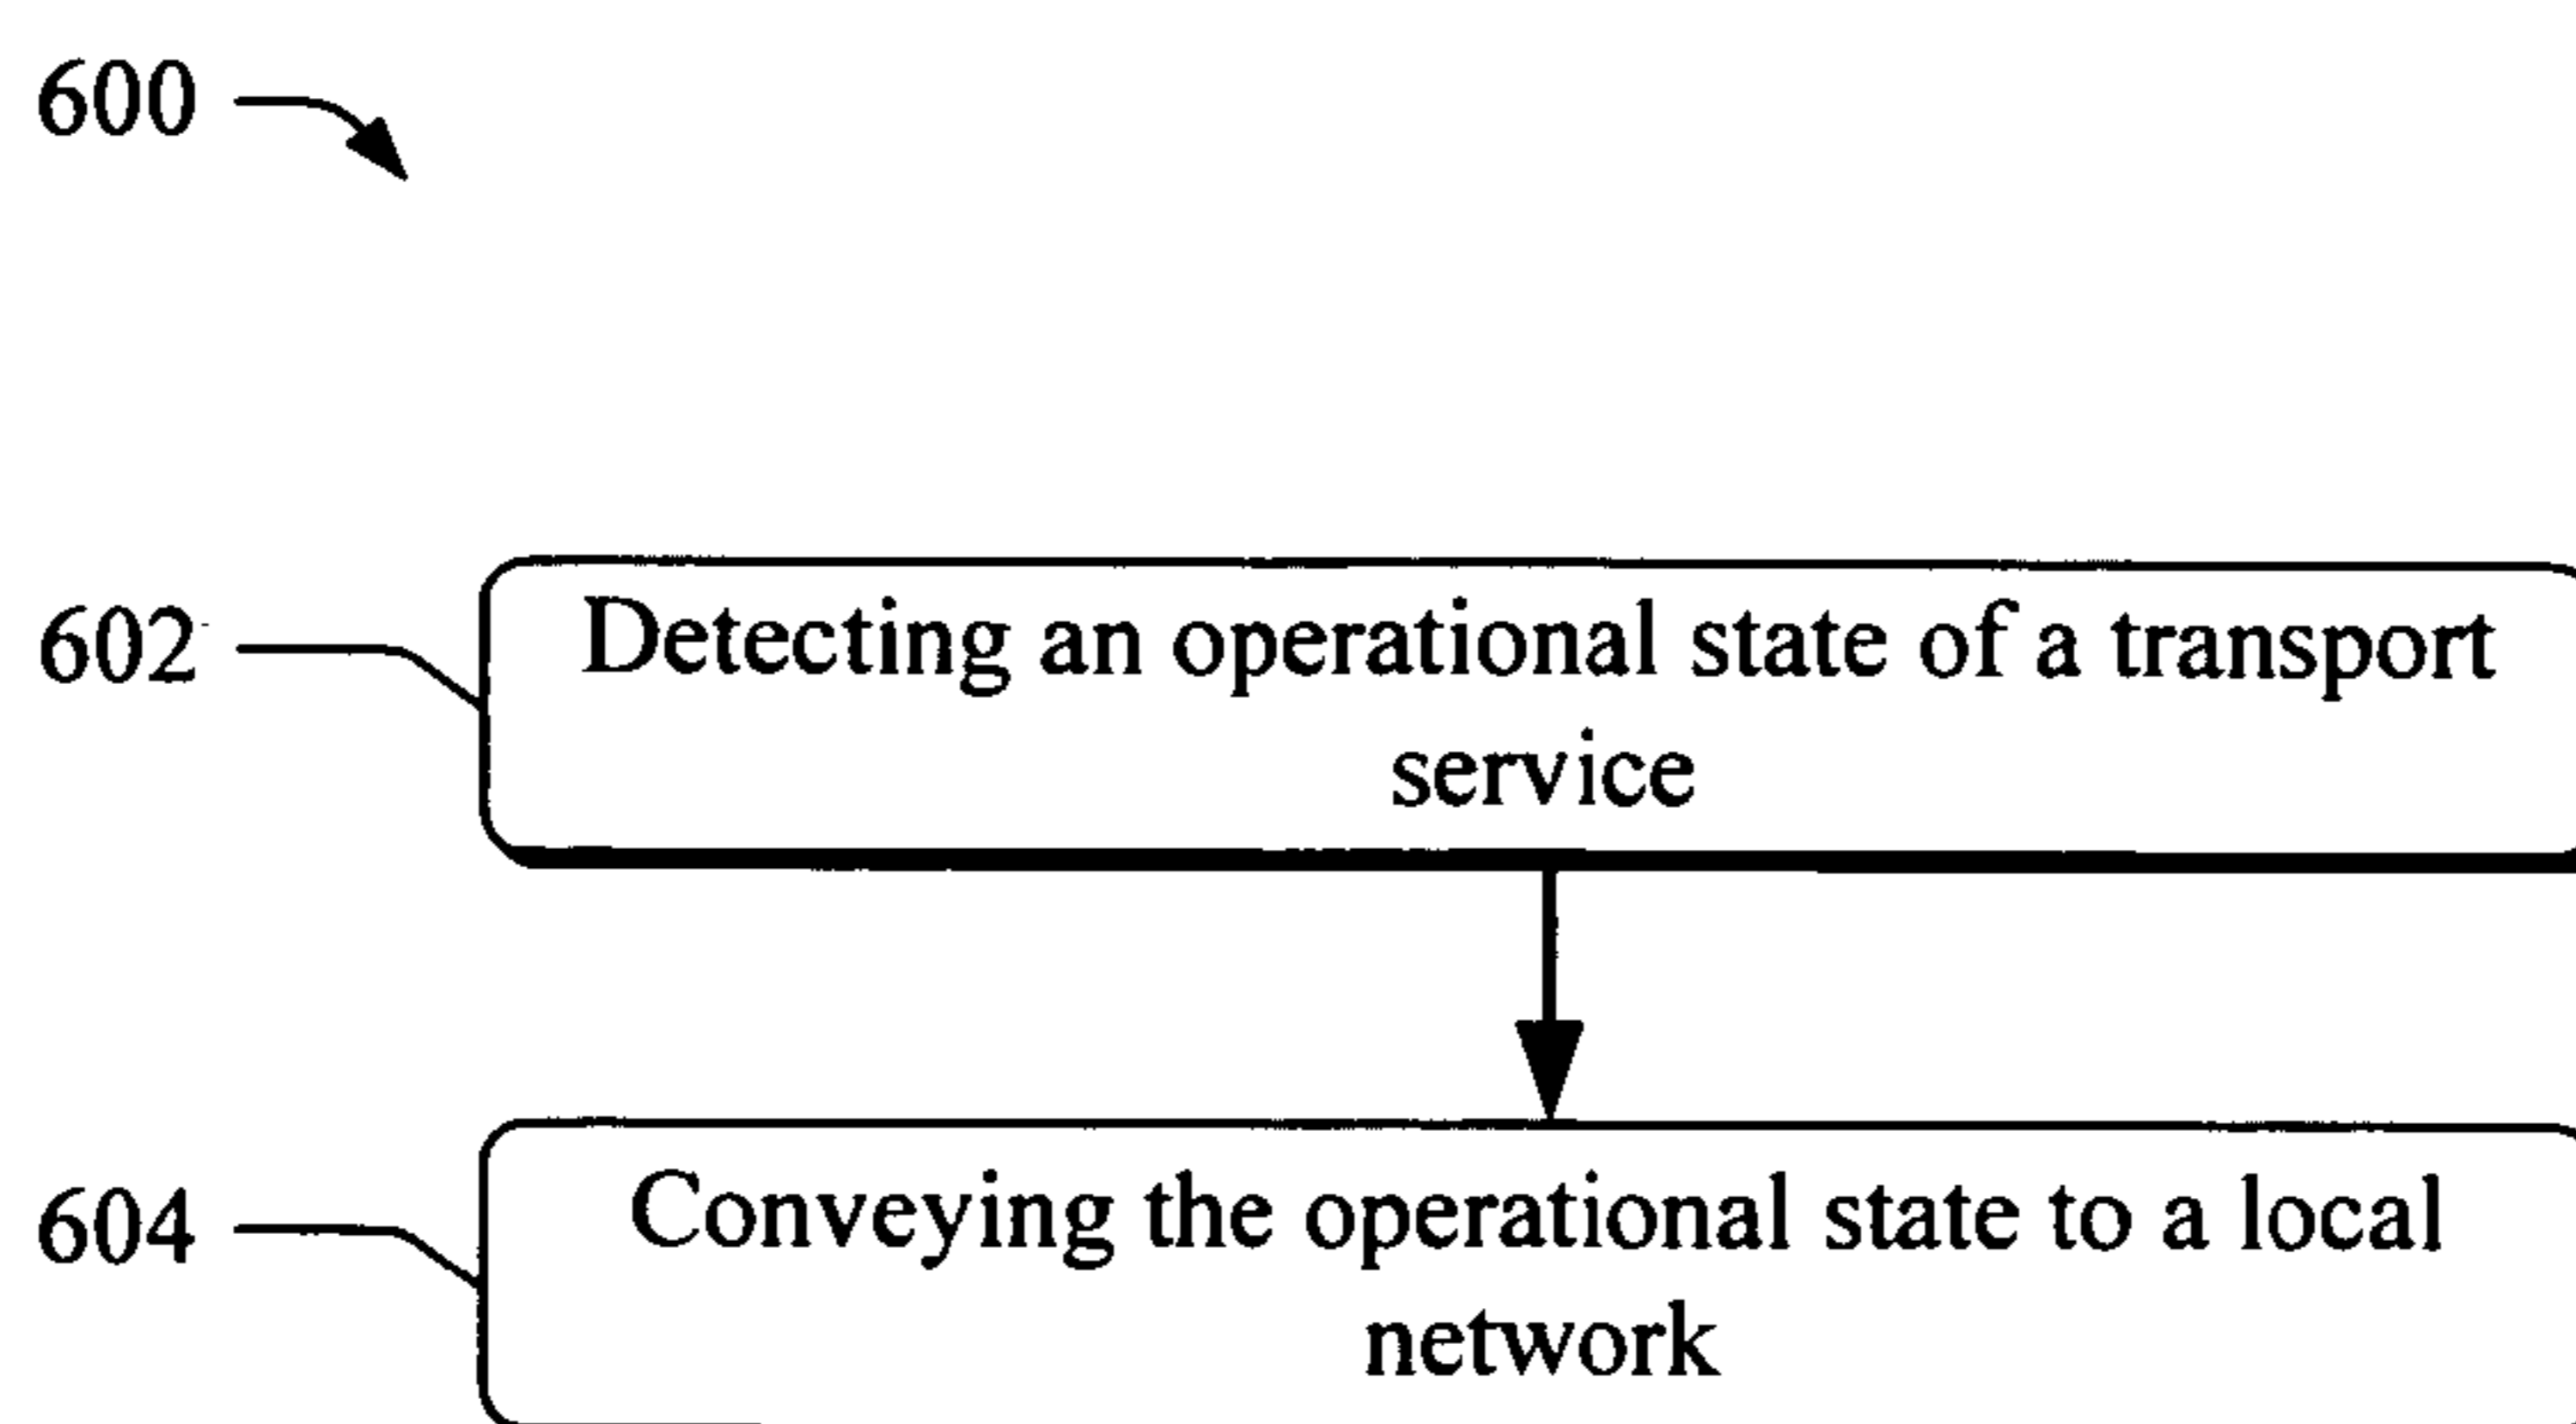 600
602
Detecting an operational state of a transport
service
604
Conveying the operational state to a local
network